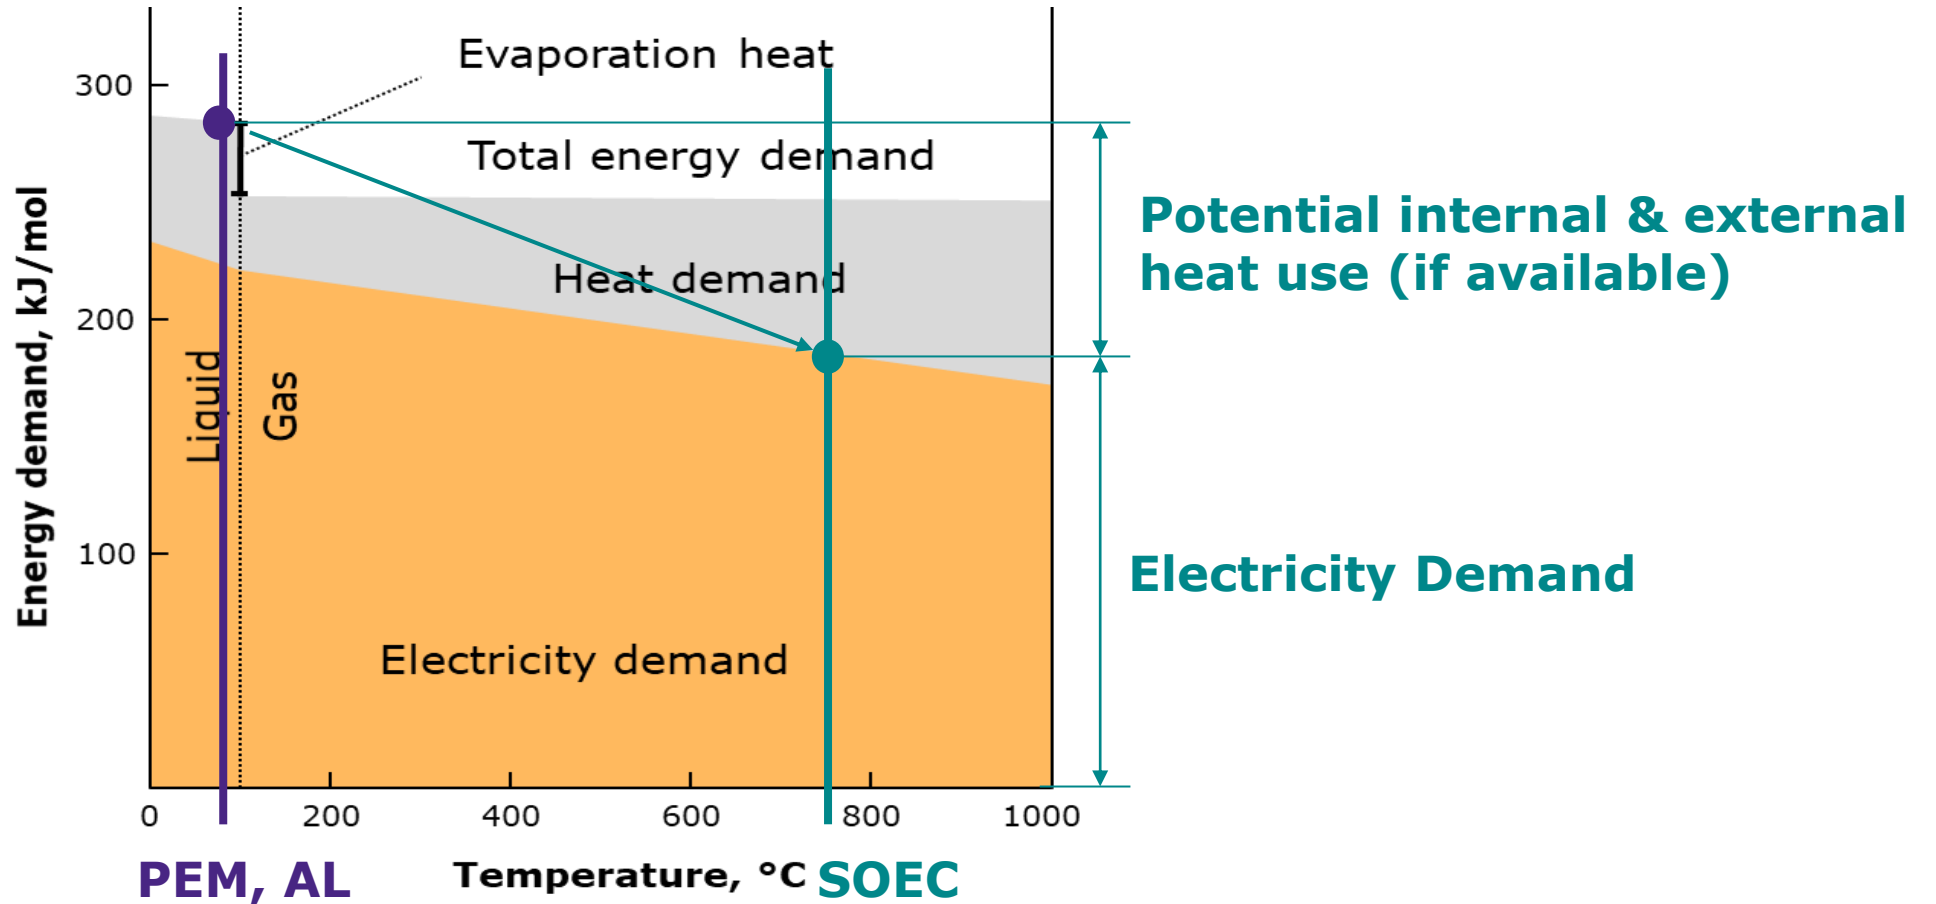 Evaporation heat
300
Total energy demand
Potential internal & external
heat use (if available)
Heat demand
200
Energy demand, kJ/mol
Liquid
Gas
100
Electricity Demand
Electricity demand
0
200
400
600
800
1000
PEM, AL
Temperature, °C
SOEC